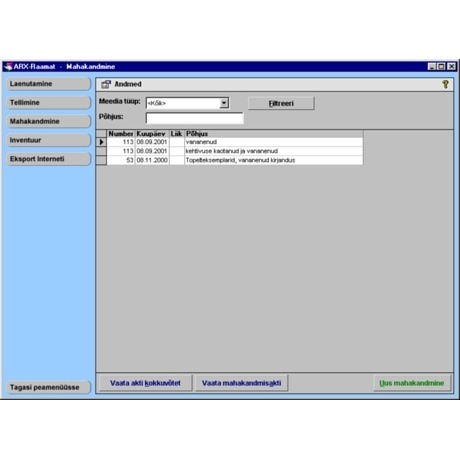 ARX-Raamat - Mahakandmine
Laenutamine
Tellimine
Mahakandmine
Inventuur
Eksport Interneti
Tagasi peamenüüsse
Andmed
?
Meedia tüüp: <Kõik> Filtreeri
Põhjus:
Number Kuupäev Liik Põhjus
113 08.09.2001 vananenud
113 08.09.2001 kehtivuse kaotanud ja vananenud
53 08.11.2000 Topelteksemplarid, vananenud kirjandus
Vaata akti kokkuvõtet Vaata mahakandmisakti Uus mahakandmine